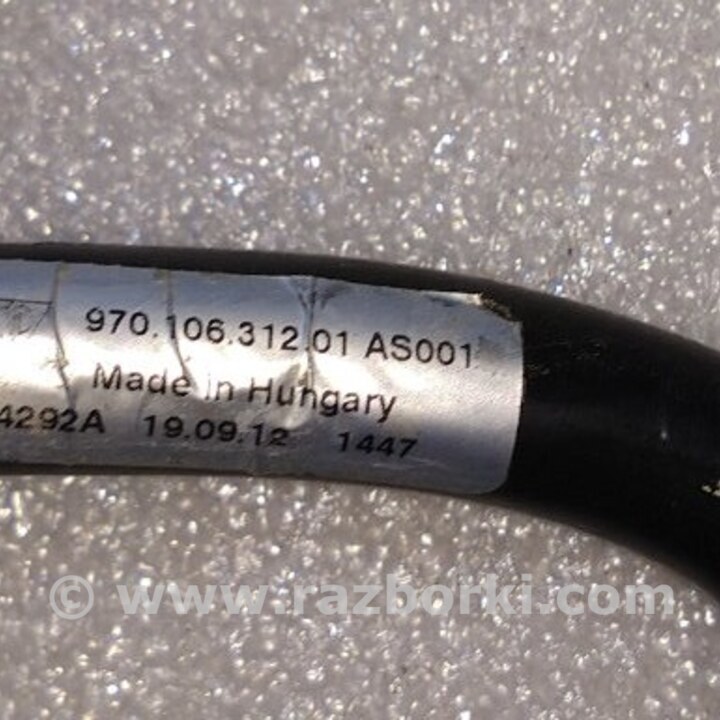 970.106.312.01 AS001
Made in Hungary
4292A 19.09.12 1447
© www.razborki.com